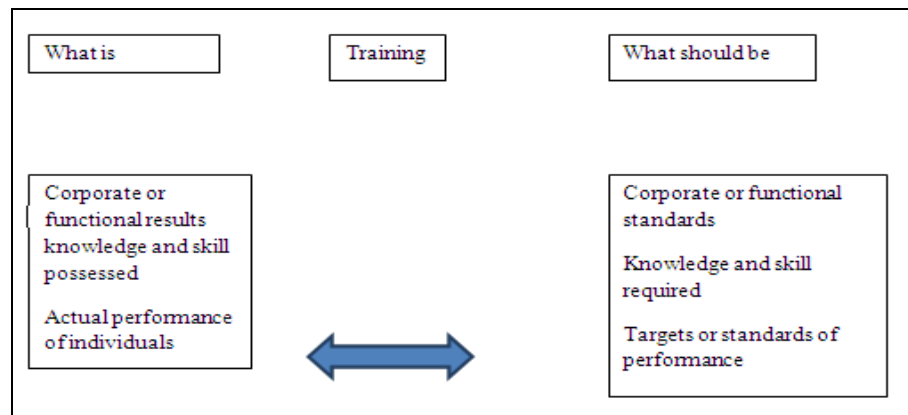 What is
Training
What should be
Corporate or
functional results
knowledge and skill
possessed
Actual performance
of individuals
Corporate or functional
standards
Knowledge and skill
required
Targets or standards of
performance